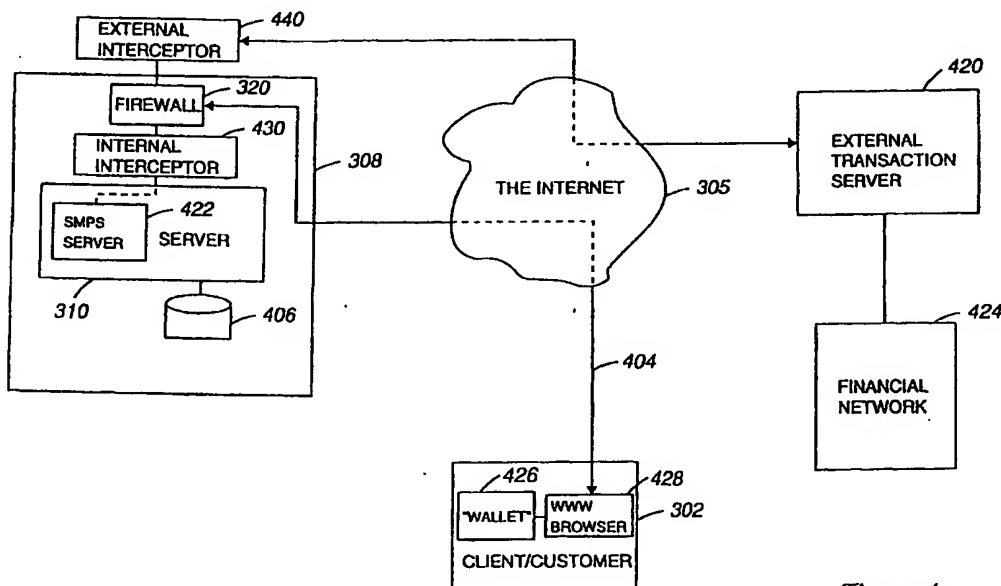 440
EXTERNAL
INTERCEPTOR
320
FIREWALL
430
INTERNAL
INTERCEPTOR
308
422
SMPS
SERVER
SERVER
310
406
THE INTERNET
305
420
EXTERNAL
TRANSACTION
SERVER
424
FINANCIAL
NETWORK
404
426
428
"WALLET"
WWW
BROWSER
302
CLIENT/CUSTOMER